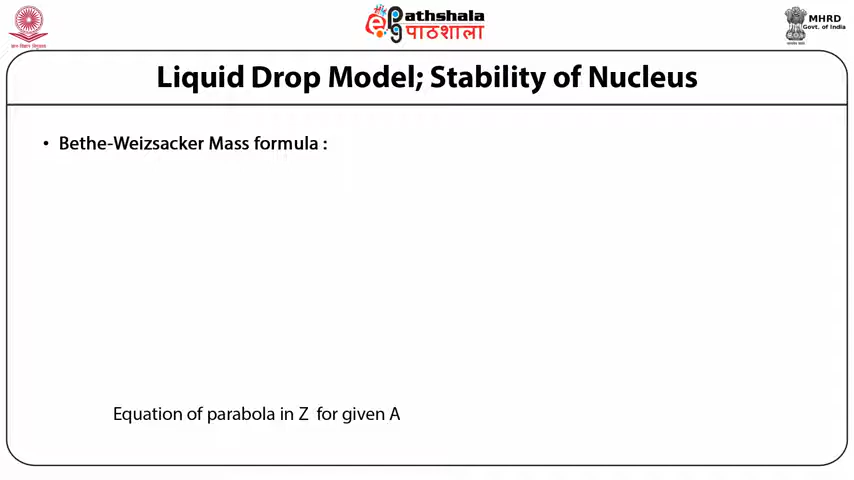 ePathshala
पाठशाला
MHRD
Govt. of India
Liquid Drop Model; Stability of Nucleus
• Bethe-Weizsacker Mass formula :
Equation of parabola in Z for given A